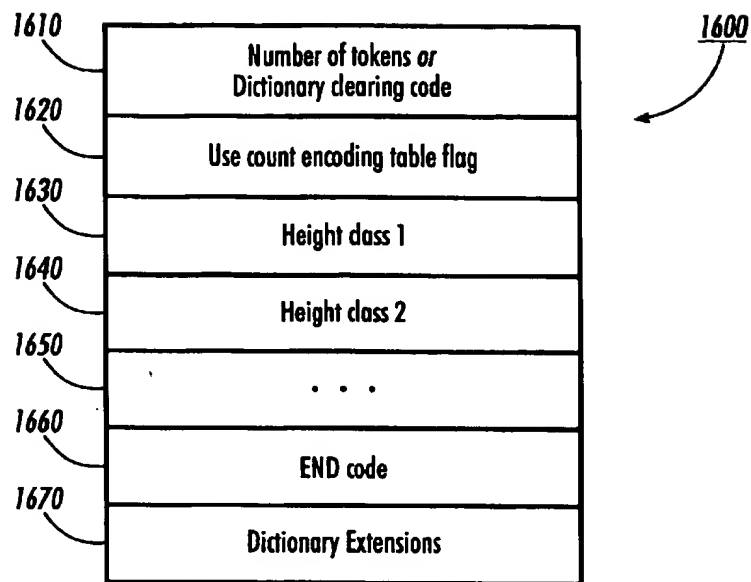 1610
1600
Number of tokens or
Dictionary clearing code
1620
Use count encoding table flag
1630
Height class 1
1640
Height class 2
1650
. . .
1660
END code
1670
Dictionary Extensions